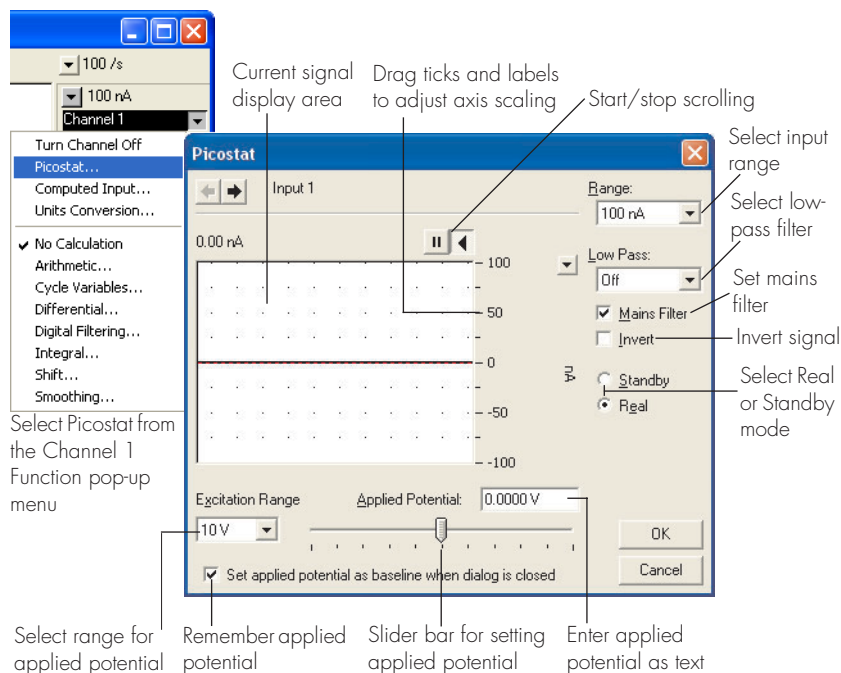 100 /s
100 nA
Channel 1
Turn Channel Off
Picostat...
Computed Input...
Units Conversion...
No Calculation
Arithmetic...
Cycle Variables...
Differential...
Digital Filtering...
Integral...
Shift...
Smoothing...
Select Picostat from
the Channel 1
Function pop-up
menu
Current signal
display area
Drag ticks and labels
to adjust axis scaling
Start/stop scrolling
Select input
range
Select low-
pass filter
Set mains
filter
Invert signal
Select Real
or Standby
mode
Picostat
Input 1
Range:
100 nA
0.00 nA
Low Pass:
Off
Mains Filter
Invert
Standby
Real
100
50
0
-50
-100
nA
Excitation Range
Applied Potential:
0.0000 V
10 V
OK
Set applied potential as baseline when dialog is closed
Cancel
Select range for
applied potential
Remember applied
potential
Slider bar for setting
applied potential
Enter applied
potential as text